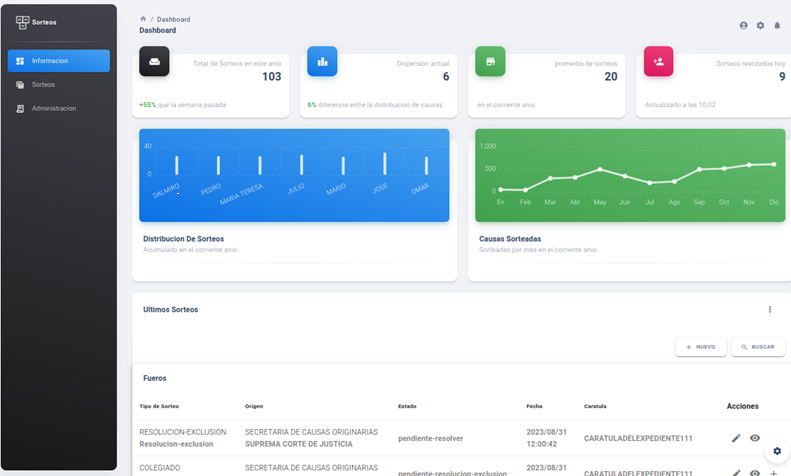 Sorteos
Informacion
Sorteos
Administracion
/ Dashboard
Dashboard
Total de Sorteos en este anio
103
+55% que la semana pasada
Dispersion actual
6
6% diferencia entre la distribucion de causas
promedio de sorteos
20
en el corriente anio
Sorteos realizados hoy
9
Actualizado a las 10:02
40
0
DALMIRO
PEDRO
MARIA TERESA
JULIO
MARIO
JOSE
OMAR
Distribucion De Sorteos
Acumulado en el corriente anio.
1,000
500
0
En Feb Mar Abr May Jun Jul Ago Sep Oct Nov Dic
Causas Sorteadas
Sorteadas por mes en el corriente anio
Ultimos Sorteos
+ NUEVO
BUSCAR
Fueros
Tipo de Sorteo Origen Estado Fecha Caratula Acciones
RESOLUCION-EXCLUSION SECRETARIA DE CAUSAS ORIGINARIAS pendiente-resolver 2023/08/31 CARATULADELEXPEDIENTE111
Resolucion-exclusion SUPREMA CORTE DE JUSTICIA 12:00:42
COLEGIADO SECRETARIA DE CAUSAS ORIGINARIAS pendiente-resolucion-exclusion 2023/08/31 CARATULADELEXPEDIENTE111